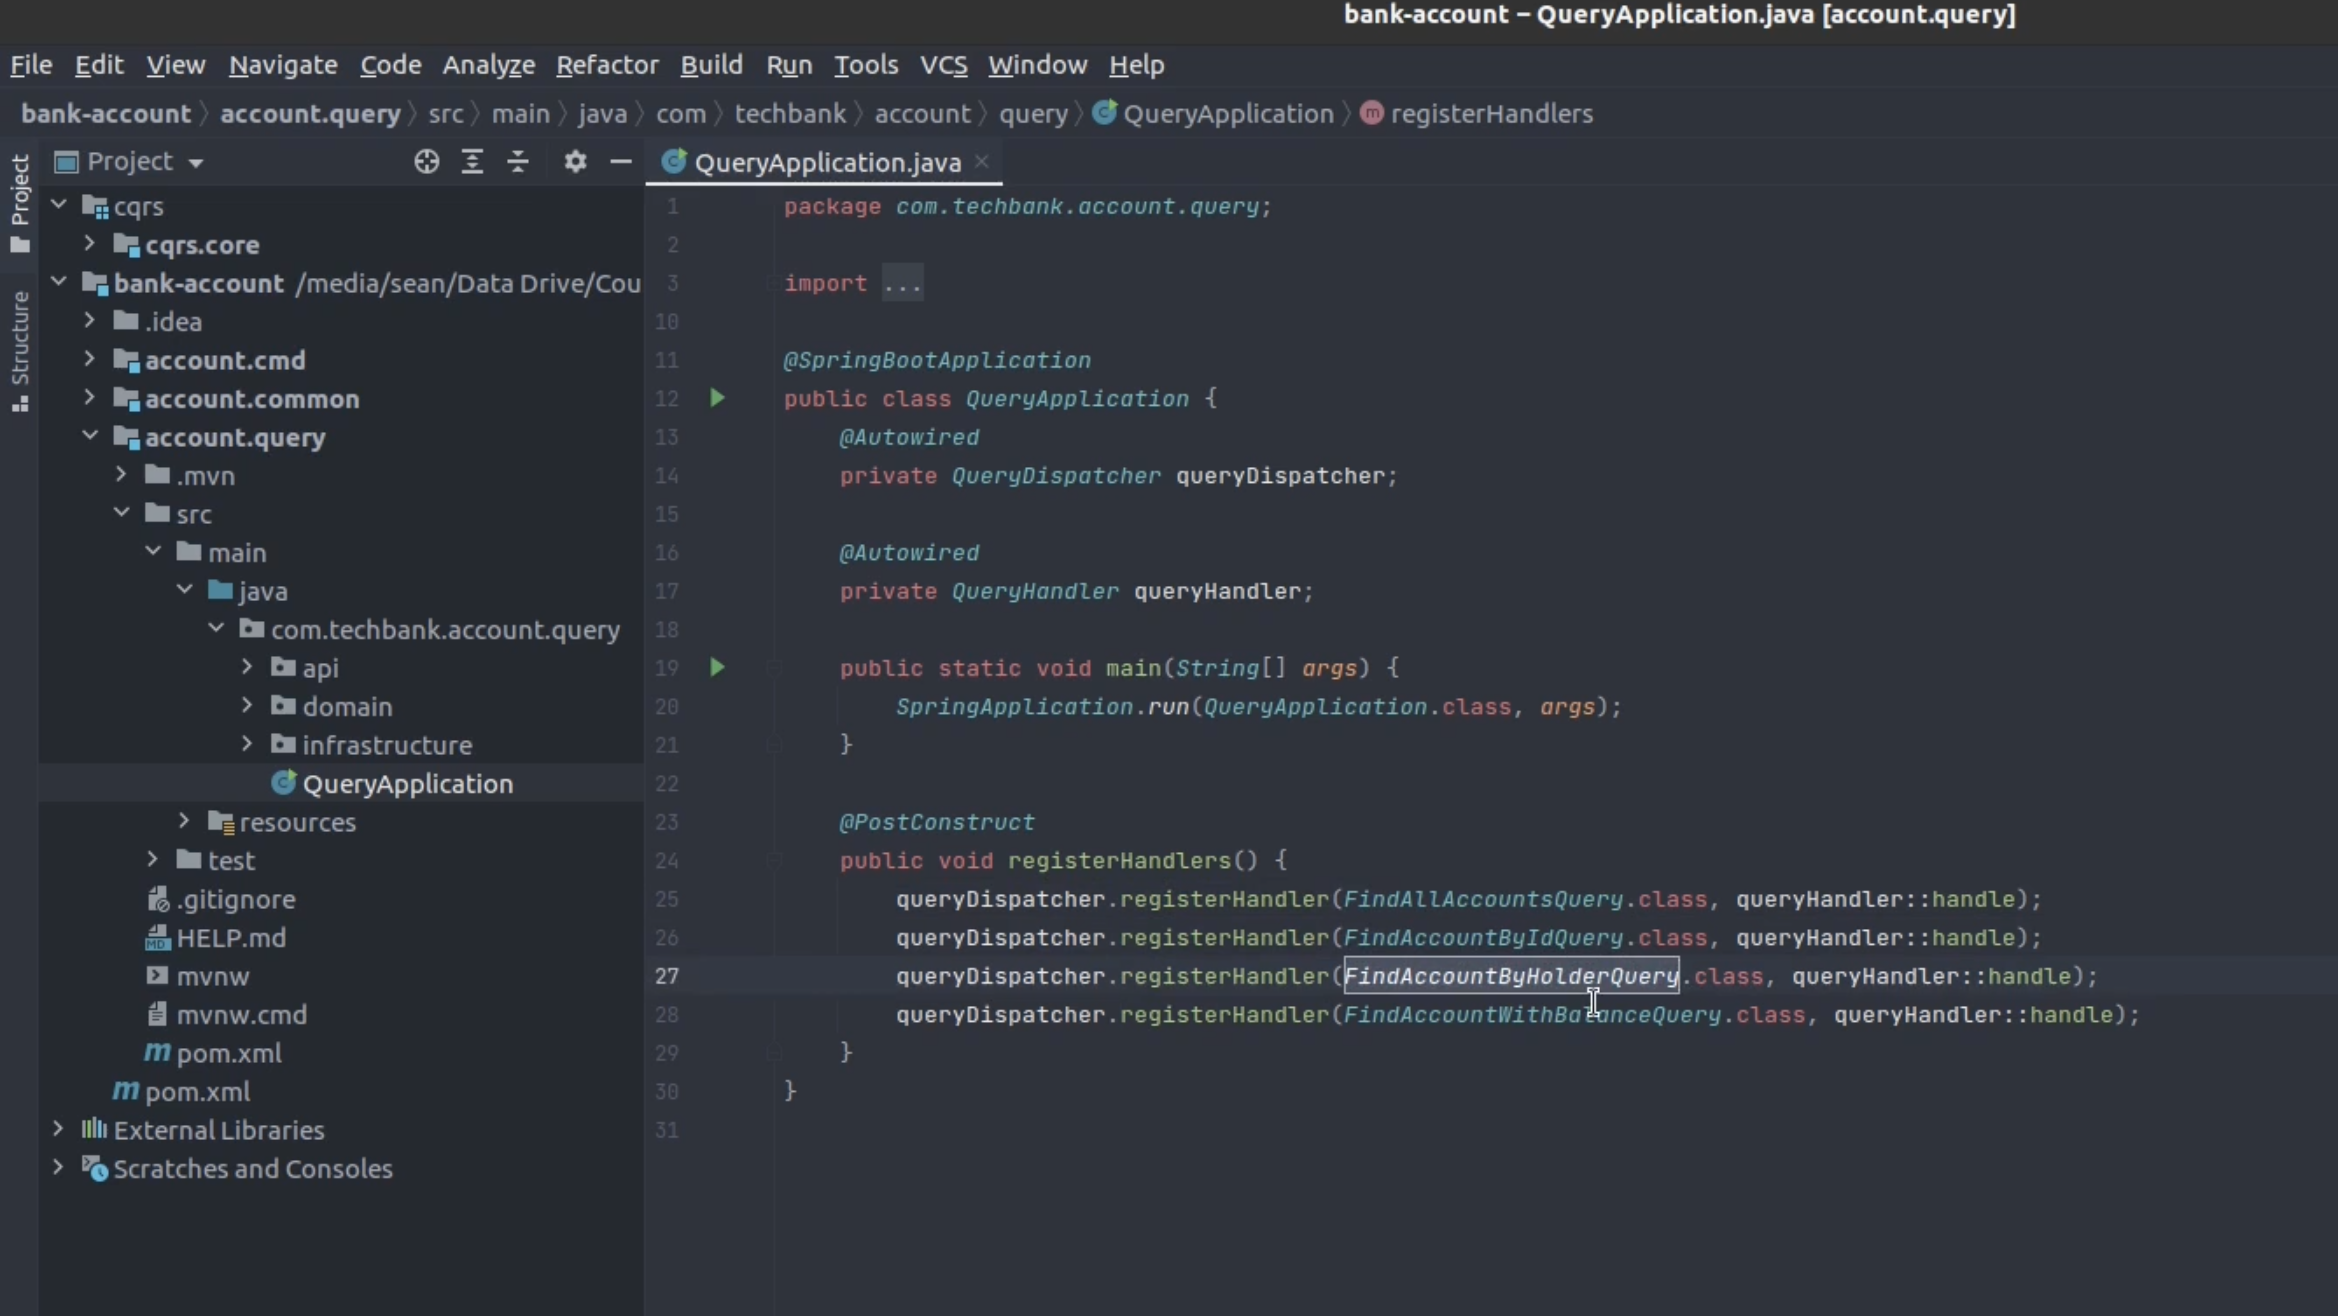 bank-account – QueryApplication.java [account.query]
File Edit View Navigate Code Analyze Refactor Build Run Tools VCS Window Help
bank-account account.query src main java com techbank account query QueryApplication m registerHandlers
Project
Structure
Project
cqrs
cqrs.core
bank-account /media/sean/Data Drive/Cou
.idea
account.cmd
account.common
account.query
.mvn
src
main
java
com.techbank.account.query
api
domain
infrastructure
QueryApplication
resources
test
.gitignore
HELP.md
mvnw
mvnw.cmd
pom.xml
pom.xml
External Libraries
Scratches and Consoles
QueryApplication.java
1 package com.techbank.account.query;
2
3 import ...
10
11 @SpringBootApplication
12 public class QueryApplication {
13 @Autowired
14 private QueryDispatcher queryDispatcher;
15
16 @Autowired
17 private QueryHandler queryHandler;
18
19 public static void main(String[] args) {
20 SpringApplication.run(QueryApplication.class, args);
21 }
22
23 @PostConstruct
24 public void registerHandlers() {
25 queryDispatcher.registerHandler(FindAllAccountsQuery.class, queryHandler::handle);
26 queryDispatcher.registerHandler(FindAccountByIdQuery.class, queryHandler::handle);
27 queryDispatcher.registerHandler(FindAccountByHolderQuery.class, queryHandler::handle);
28 queryDispatcher.registerHandler(FindAccountWithBalanceQuery.class, queryHandler::handle);
29 }
30 }
31